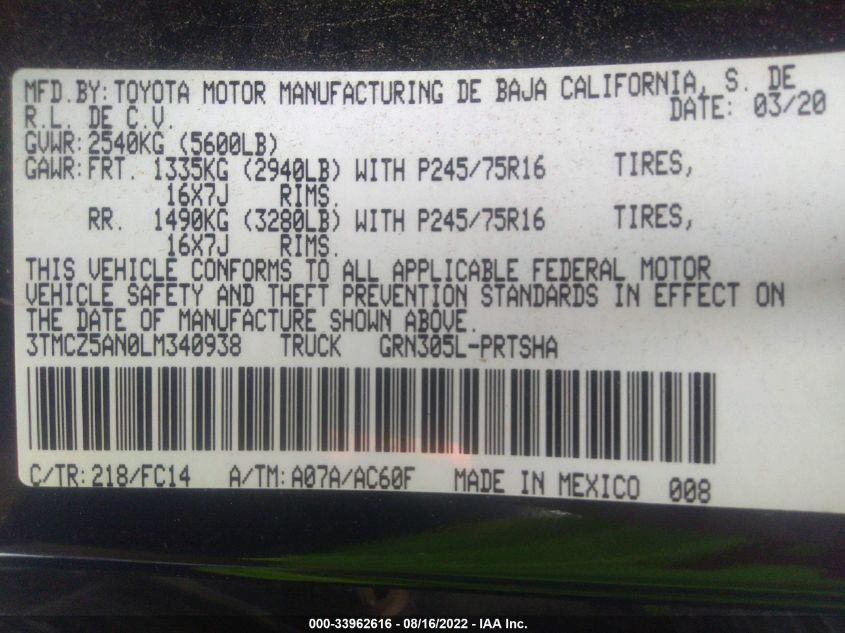 MFD.BY: TOYOTA MOTOR MANUFACTURING DE BAJA CALIFORNIA, S. DE
R.L. DE C.V. DATE: 03/20
GVWR: 2540KG (5600LB)
GAWR: FRT. 1335KG (2940LB) WITH P245/75R16 TIRES,
16X7J RIMS.
RR. 1490KG (3280LB) WITH P245/75R16 TIRES,
16X7J RIMS.
THIS VEHICLE CONFORMS TO ALL APPLICABLE FEDERAL MOTOR
VEHICLE SAFETY AND THEFT PREVENTION STANDARDS IN EFFECT ON
THE DATE OF MANUFACTURE SHOWN ABOVE.
3TMCZ5AN0LM340938 TRUCK GRN305L-PRTSHA
C/TR: 218/FC14 A/TM: A07A/AC60F MADE IN MEXICO 008
000-33962616 - 08/16/2022 - IAA Inc.